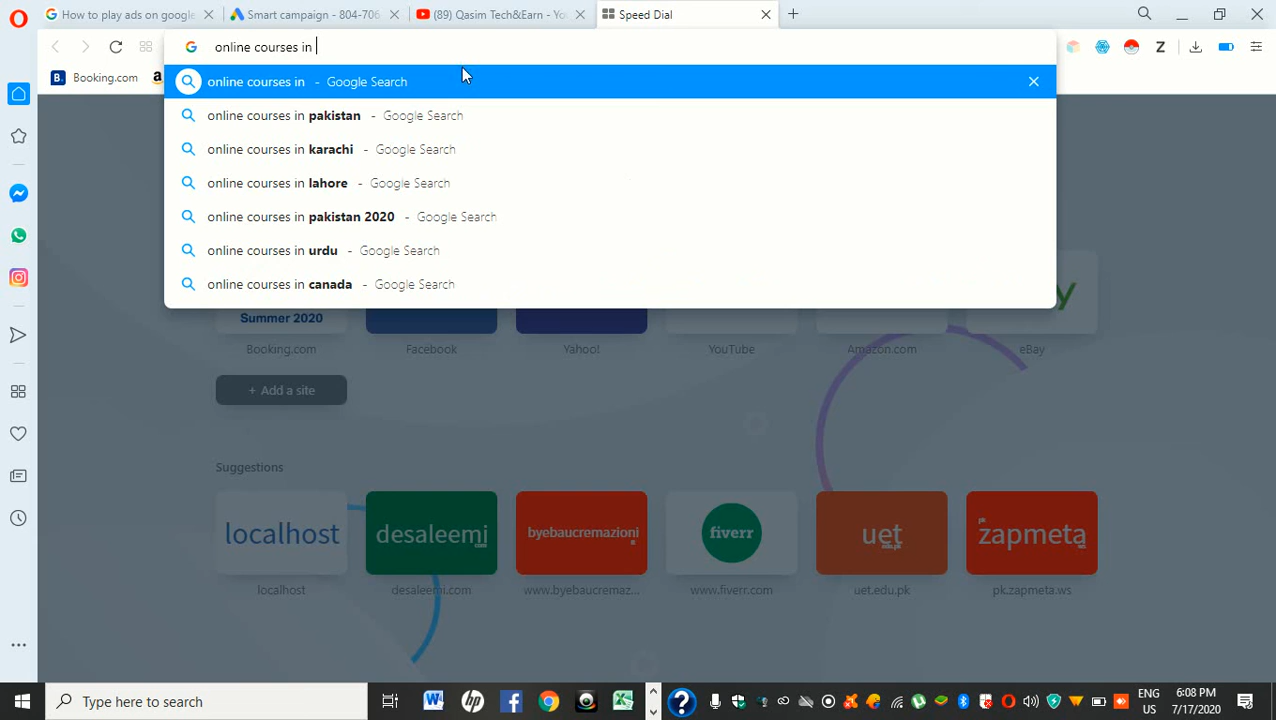 How to play ads on google
Smart campaign - 804-706
(89) Qasim Tech&Earn - Yo
Speed Dial
online courses in
Booking.com
online courses in - Google Search
online courses in pakistan - Google Search
online courses in karachi - Google Search
online courses in lahore - Google Search
online courses in pakistan 2020 - Google Search
online courses in urdu - Google Search
online courses in canada - Google Search
Summer 2020
Booking.com
Facebook
Yahoo!
YouTube
Amazon.com
eBay
+ Add a site
Suggestions
localhost
desaleemi.com
byebaucremazioni
fiverr
uet.edu.pk
pk.zapmeta.ws
localhost
desaleemi.com
www.byebaucremaz...
www.fiverr.com
uet.edu.pk
pk.zapmeta.ws
Type here to search
ENG
US
6:08 PM
7/17/2020